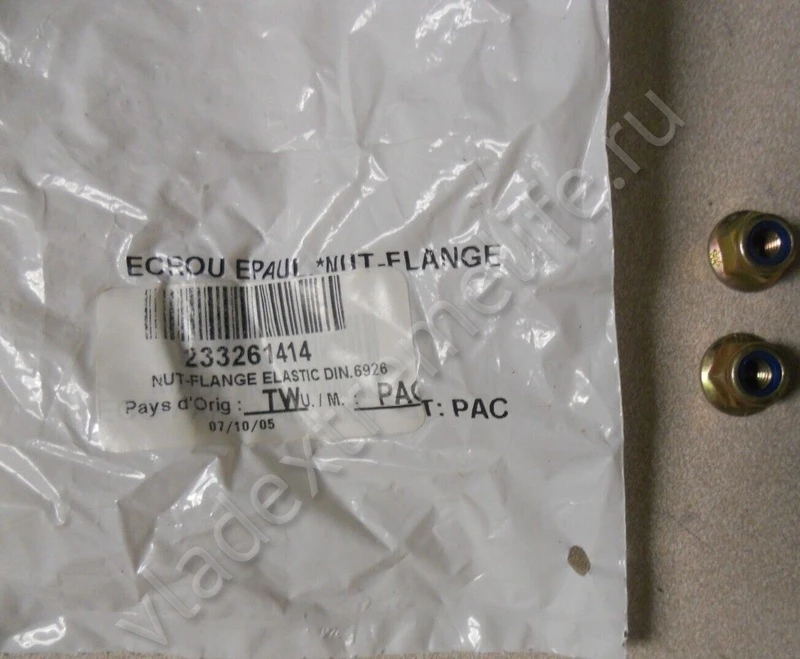 ECROU EPAUL *NUT-FLANGE
233261414
NUT-FLANGE ELASTIC DIN.6926
Pays d'Orig : TW U. / M. : PAC T: PAC
07/10/05
vladextremelife.ru